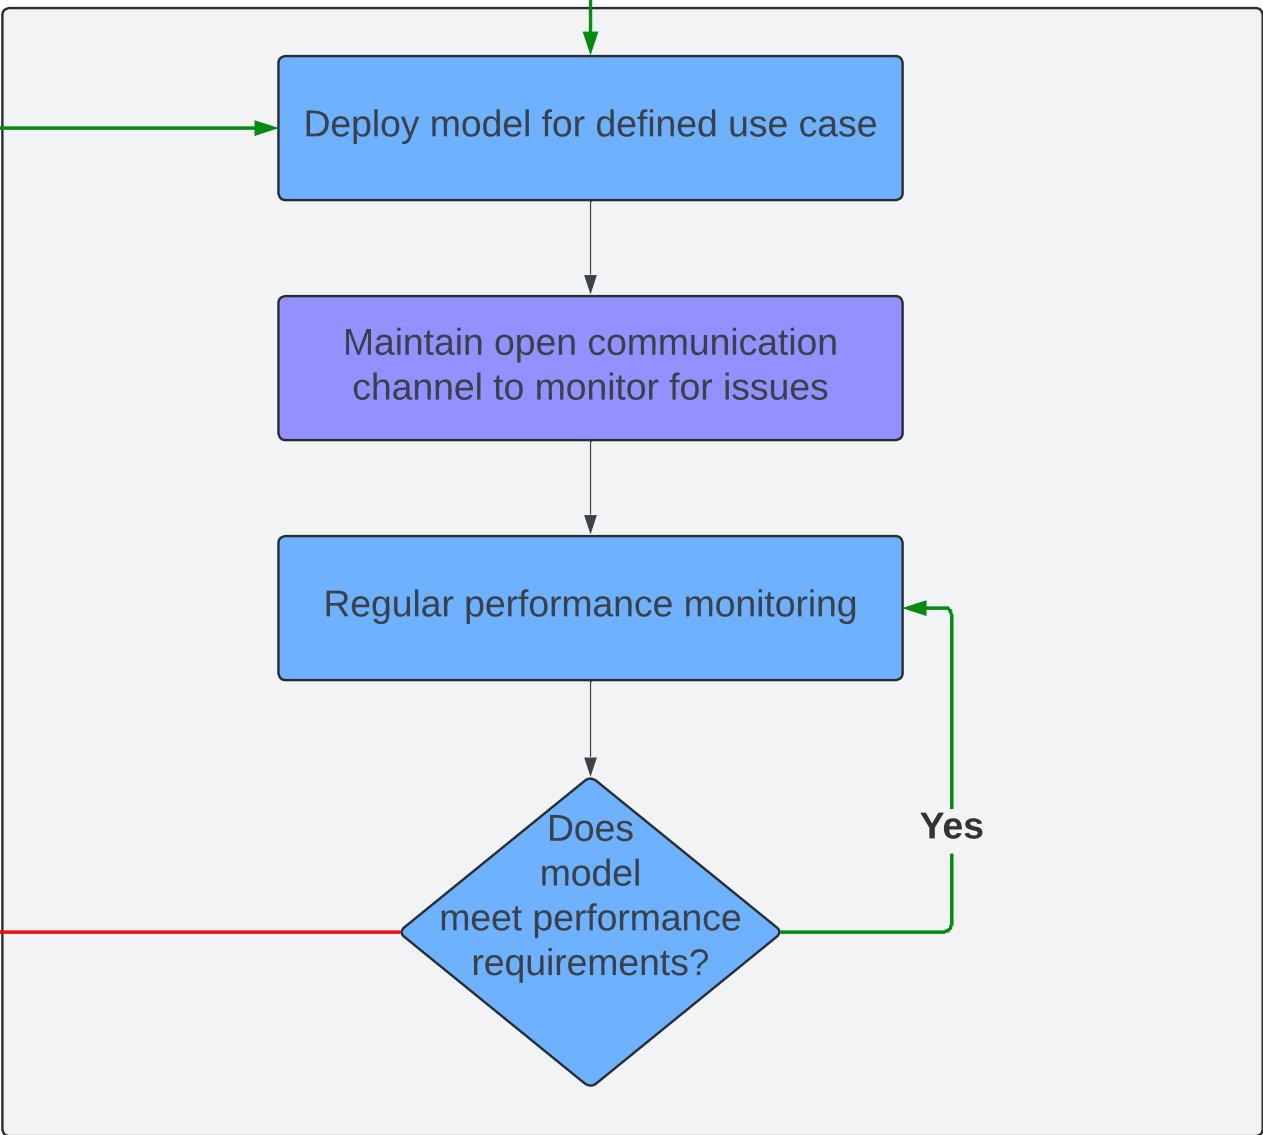 Deploy model for defined use case
Maintain open communication
channel to monitor for issues
Regular performance monitoring
Does
model
meet performance
requirements?
Yes